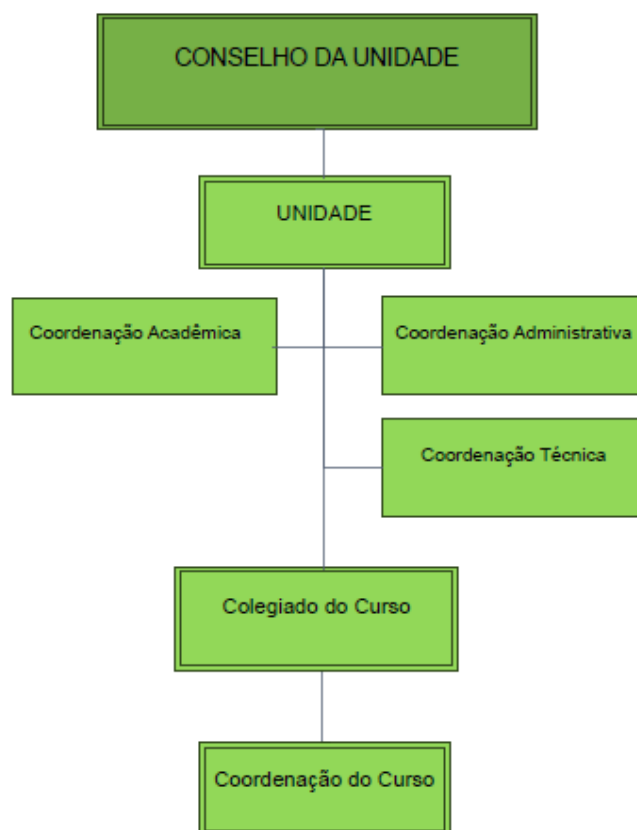 CONSELHO DA UNIDADE
UNIDADE
Coordenação Acadêmica
Coordenação Administrativa
Coordenação Técnica
Colegiado do Curso
Coordenação do Curso